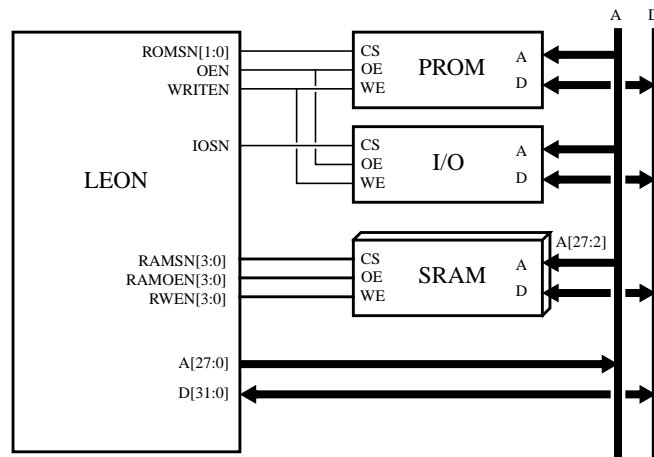 A D
ROMSN[1:0] CS PROM A
OEN OE
WRITEN WE D
IOSN CS I/O A
OE
WE D
LEON
A[27:2]
RAMSN[3:0] CS SRAM A
RAMOEN[3:0] OE
RWEN[3:0] WE D
A[27:0]
D[31:0]